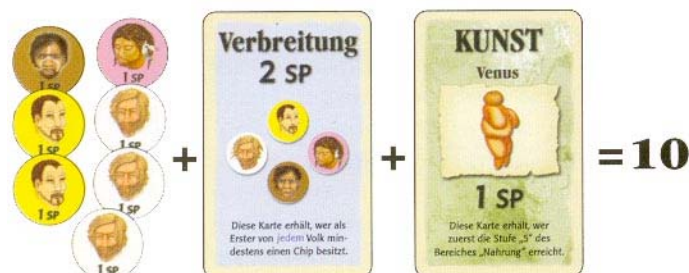 1 SP
1 SP
1 SP
1 SP
1 SP
1 SP
1 SP
+
Verbreitung
2 SP
Diese Karte erhält, wer als
Erster von jedem Volk min-
destens einen Chip besitzt.
+
KUNST
Venus
1 SP
Diese Karte erhält, wer
zuerst die Stufe „5“ des
Bereiches „Nahrung“ erreicht.
= 10